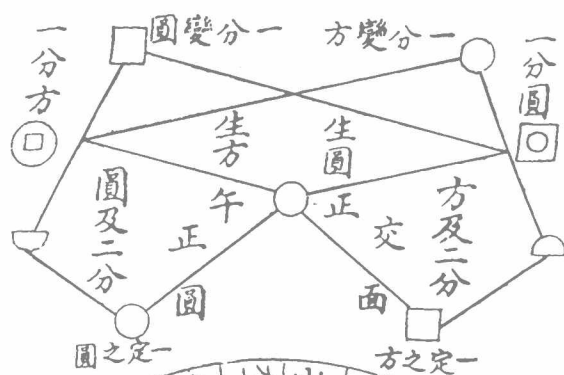 一分圓
一分變方
一分變圓
一分方
生圓
生方
方及二分
正交面
午正圓
圓及二分
一定之方
一定之圓